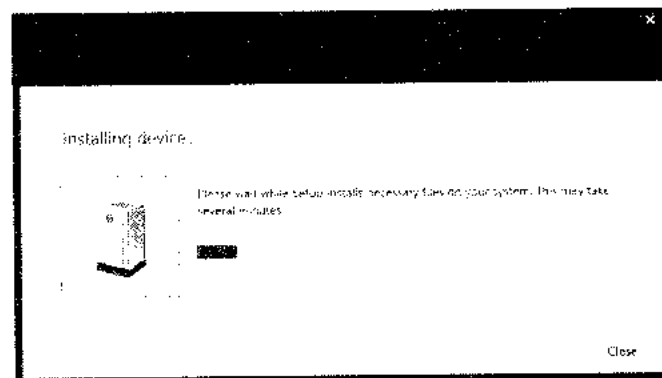 Installing device...
Please wait while Setup installs necessary files on your system. This may take
several minutes
Close